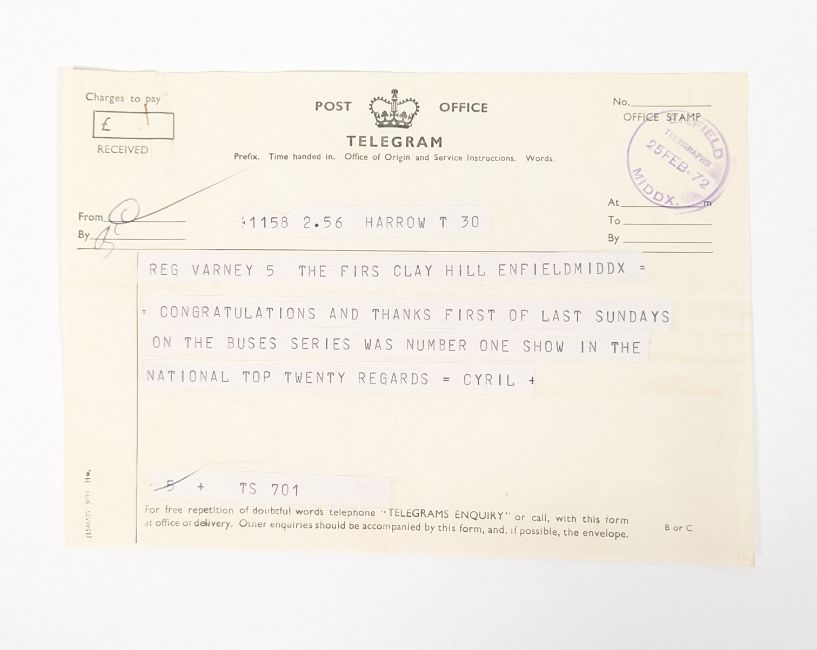 Charges to pay
£
RECEIVED
POST OFFICE
TELEGRAM
Prefix. Time handed in. Office of Origin and Service Instructions. Words.
No.
OFFICE STAMP
ENFIELD
TELEGRAPHS
25 FEB. 72
MIDDX.
From
By
1158 2.56 HARROW T 30
At m
To
By
REG VARNEY 5 THE FIRS CLAY HILL ENFIELDMIDDX =
= CONGRATULATIONS AND THANKS FIRST OF LAST SUNDAYS
ON THE BUSES SERIES WAS NUMBER ONE SHOW IN THE
NATIONAL TOP TWENTY REGARDS = CYRIL +
5 + TS 701
For free repetition of doubtful words telephone "TELEGRAMS ENQUIRY" or call, with this form
at office of delivery. Other enquiries should be accompanied by this form, and, if possible, the envelope.
B or C